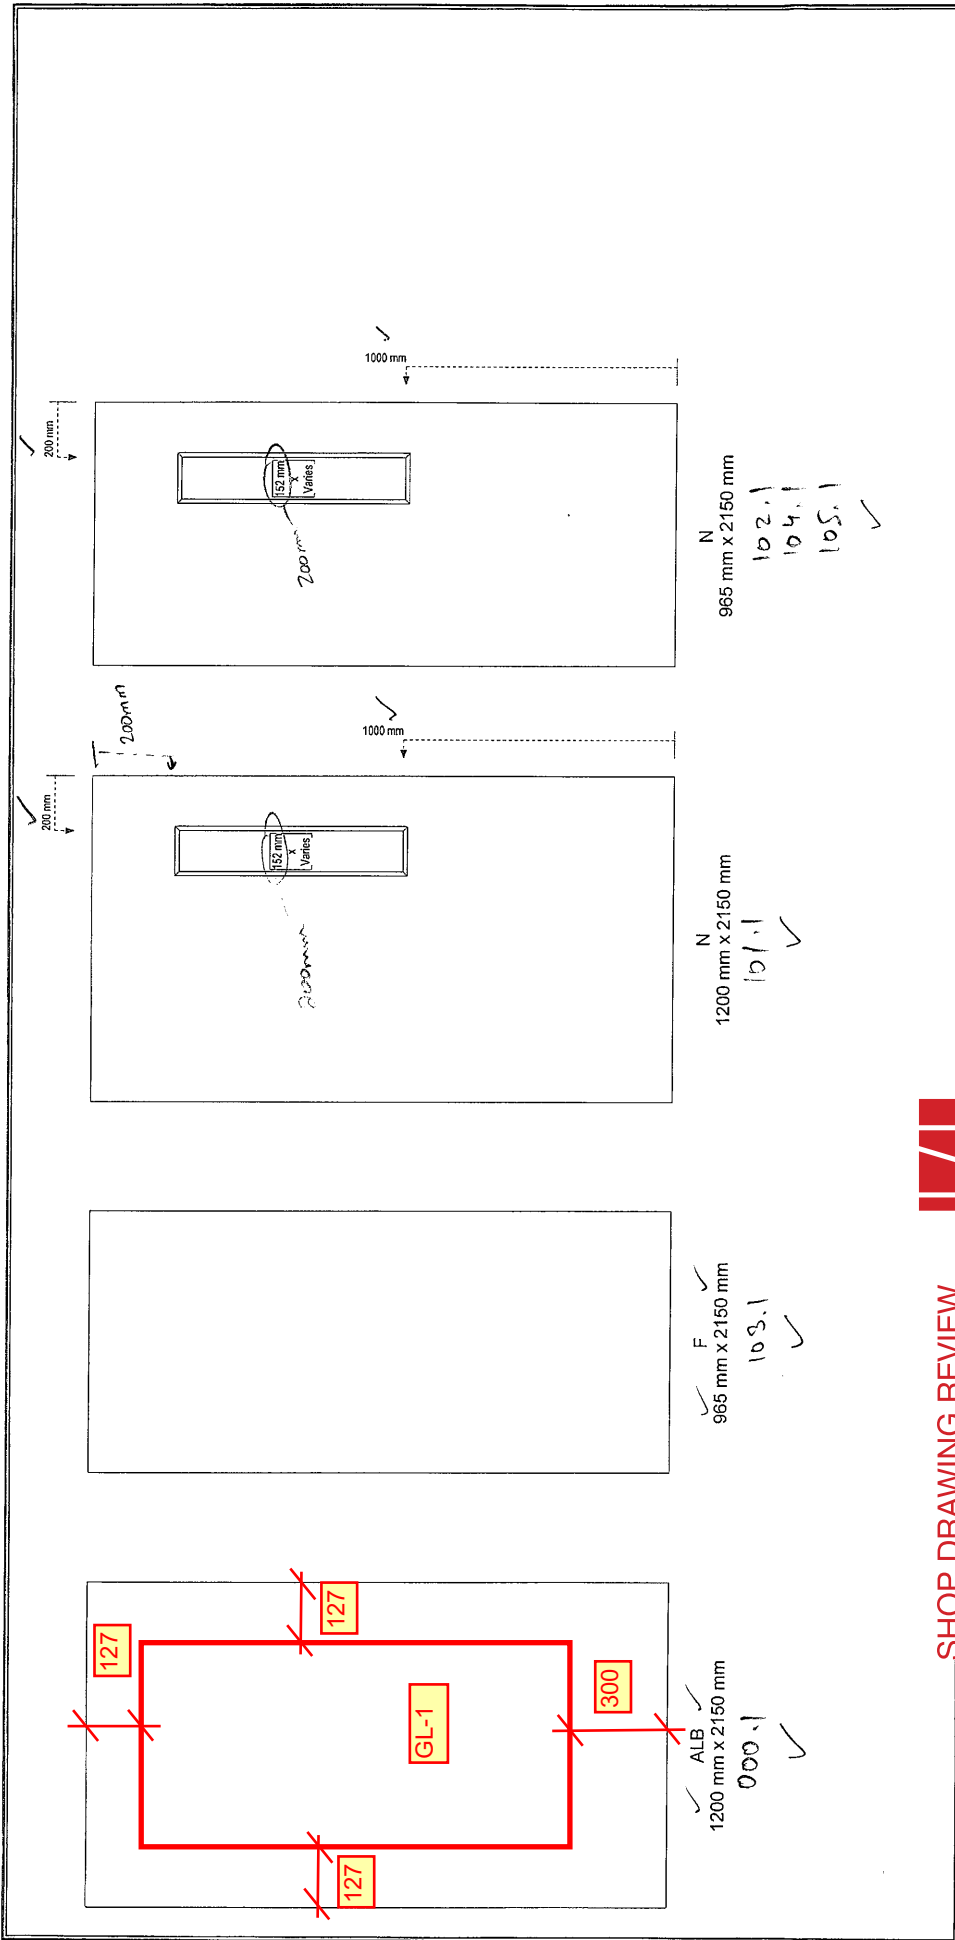 127
127
127
300
GL-1
ALB
1200 mm x 2150 mm
000.1
F
965 mm x 2150 mm
103.1
200 mm
200mm
1000 mm
152 mm
x
Varies
200mm
N
1200 mm x 2150 mm
101.1
200 mm
1000 mm
152 mm
x
Varies
200mm
N
965 mm x 2150 mm
102.1
104.1
105.1
SHOP DRAWING REVIEW